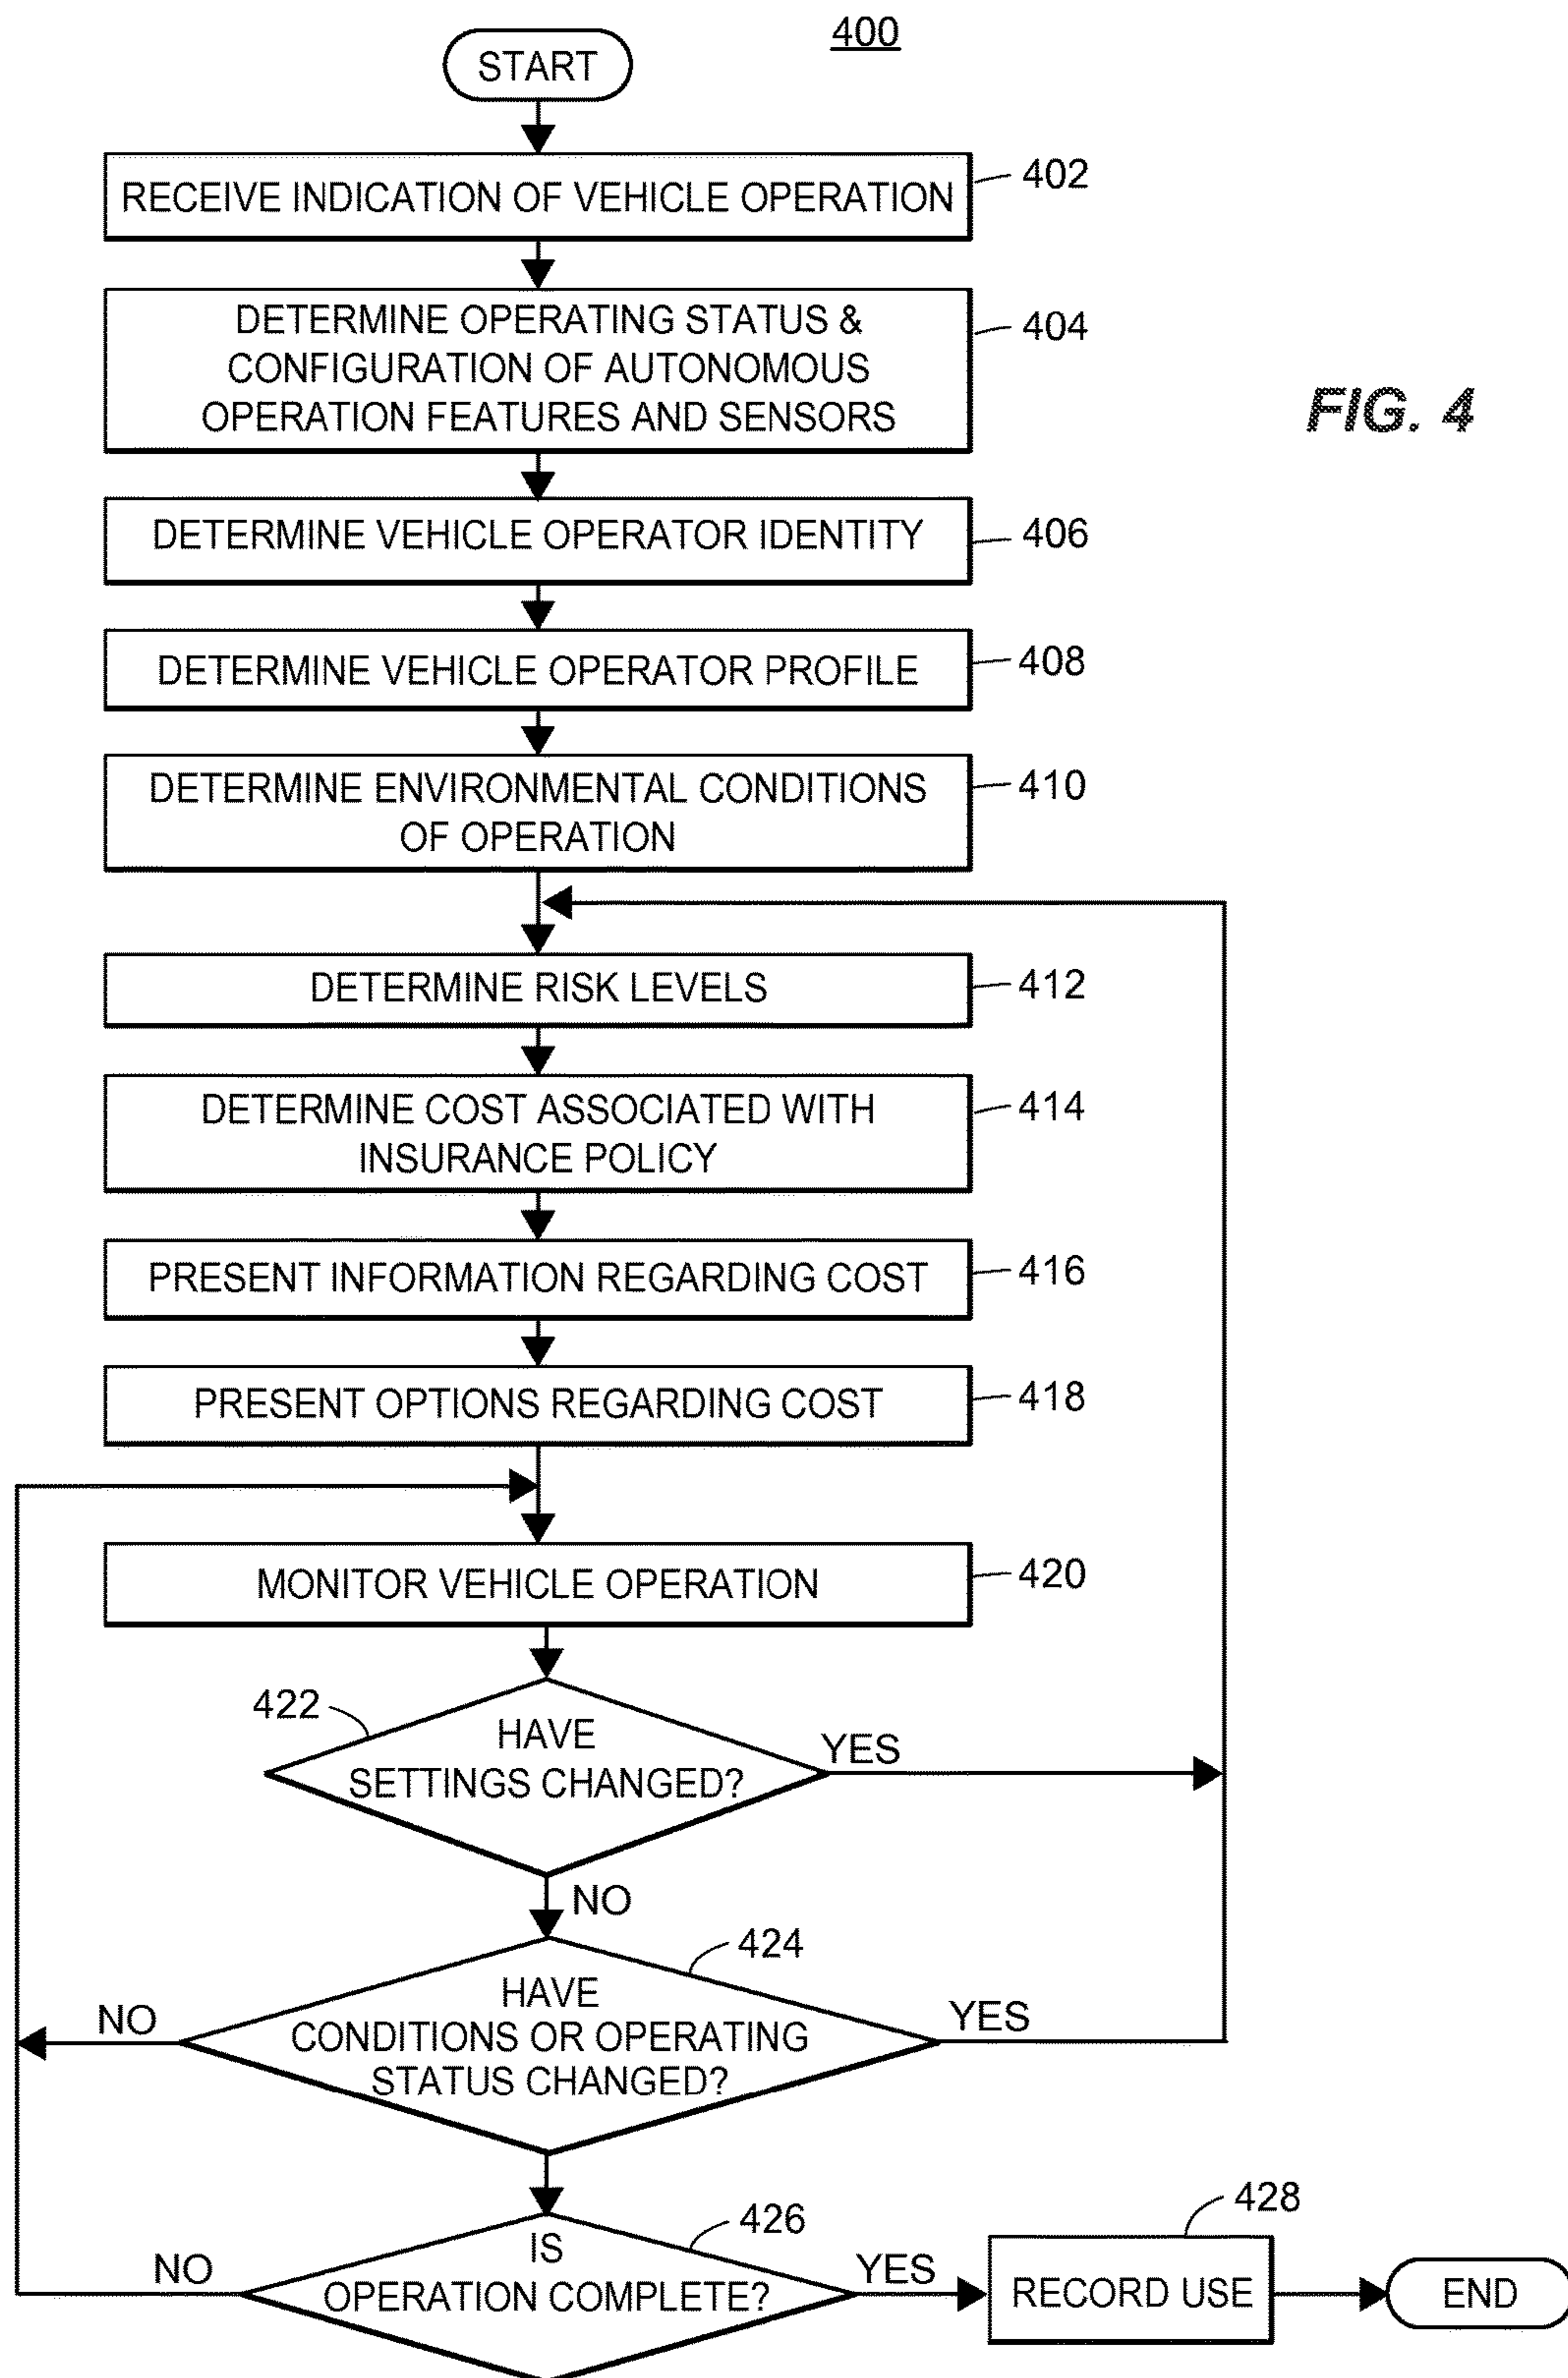 400
START
RECEIVE INDICATION OF VEHICLE OPERATION
402
DETERMINE OPERATING STATUS &
CONFIGURATION OF AUTONOMOUS
OPERATION FEATURES AND SENSORS
404
FIG. 4
DETERMINE VEHICLE OPERATOR IDENTITY
406
DETERMINE VEHICLE OPERATOR PROFILE
408
DETERMINE ENVIRONMENTAL CONDITIONS
OF OPERATION
410
DETERMINE RISK LEVELS
412
DETERMINE COST ASSOCIATED WITH
INSURANCE POLICY
414
PRESENT INFORMATION REGARDING COST
416
PRESENT OPTIONS REGARDING COST
418
MONITOR VEHICLE OPERATION
420
422
HAVE
SETTINGS CHANGED?
YES
NO
424
HAVE
CONDITIONS OR OPERATING
STATUS CHANGED?
NO
YES
426
IS
OPERATION COMPLETE?
NO
YES
428
RECORD USE
END